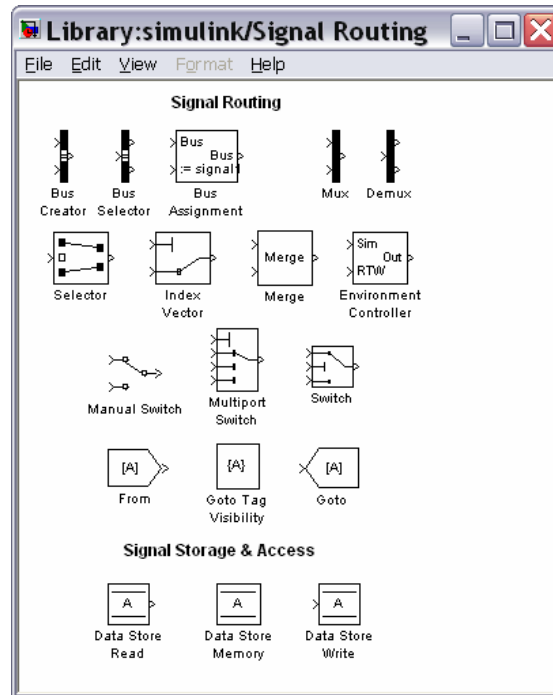 Library:simulink/Signal Routing
File Edit View Format Help
Signal Routing
Bus
Bus
:= signal1
Bus Creator
Bus Selector
Bus Assignment
Mux
Demux
Selector
Index Vector
Merge
Merge
Sim
Out
RTW
Environment Controller
Manual Switch
Multiport Switch
Switch
[A]
From
{A}
Goto Tag Visibility
[A]
Goto
Signal Storage & Access
A
Data Store Read
A
Data Store Memory
A
Data Store Write